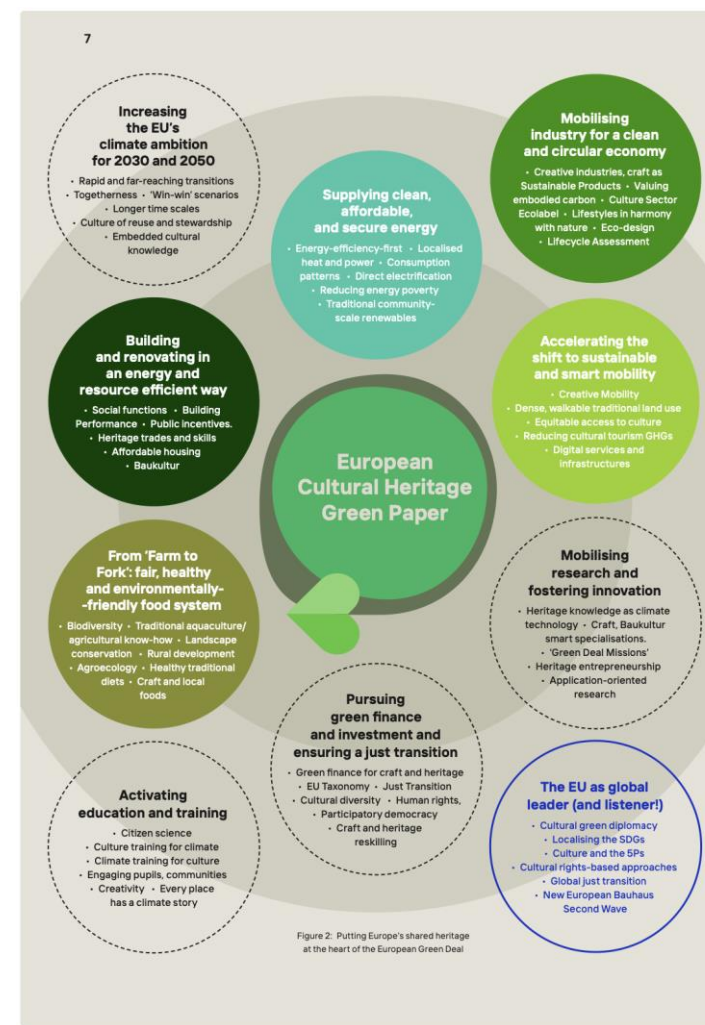 7
Increasing
the EU's
climate ambition
for 2030 and 2050
· Rapid and far-reaching transitions
· Togetherness · 'Win-win' scenarios
· Longer time scales
· Culture of reuse and stewardship
· Embedded cultural
knowledge
Supplying clean,
affordable,
and secure energy
· Energy-efficiency-first · Localised
heat and power · Consumption
patterns · Direct electrification
· Reducing energy poverty
· Traditional community-
scale renewables
Mobilising
industry for a clean
and circular economy
· Creative industries, craft as
Sustainable Products · Valuing
embodied carbon · Culture Sector
Ecolabel · Lifestyles in harmony
with nature · Eco-design
· Lifecycle Assessment
Building
and renovating in
an energy and
resource efficient way
· Social functions · Building
Performance · Public incentives.
· Heritage trades and skills
· Affordable housing
· Baukultur
Accelerating the
shift to sustainable
and smart mobility
· Creative Mobility
· Dense, walkable traditional land use
· Equitable access to culture
· Reducing cultural tourism GHGs
· Digital services and
infrastructures
European
Cultural Heritage
Green Paper
From 'Farm to
Fork': fair, healthy
and environmentally-
-friendly food system
· Biodiversity · Traditional aquaculture/
agricultural know-how · Landscape
conservation · Rural development
· Agroecology · Healthy traditional
diets · Craft and local
foods
Mobilising
research and
fostering innovation
· Heritage knowledge as climate
technology · Craft, Baukultur
smart specialisations.
· 'Green Deal Missions'
· Heritage entrepreneurship
· Application-oriented
research
Pursuing
green finance
and investment and
ensuring a just transition
· Green finance for craft and heritage
· EU Taxonomy · Just Transition
· Cultural diversity · Human rights,
· Participatory democracy
· Craft and heritage
reskilling
Activating
education and training
· Citizen science
· Culture training for climate
· Climate training for culture
· Engaging pupils, communities
· Creativity · Every place
has a climate story
The EU as global
leader (and listener!)
· Cultural green diplomacy
· Localising the SDGs
· Culture and the 5Ps
· Cultural rights-based approaches
· Global just transition
· New European Bauhaus
Second Wave
Figure 2: Putting Europe's shared heritage
at the heart of the European Green Deal